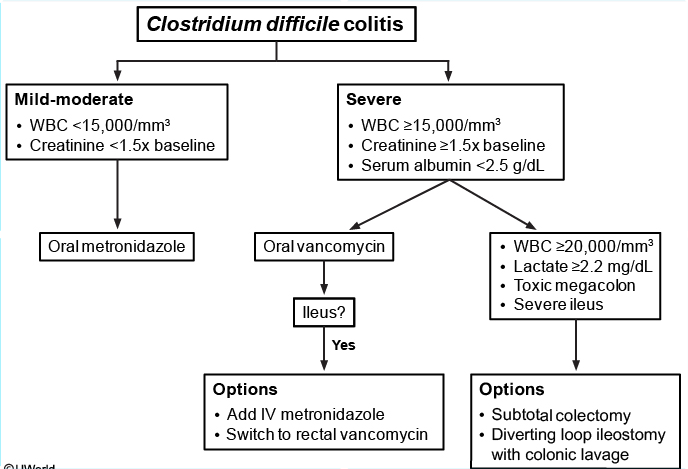 Clostridium difficile colitis
Mild-moderate
• WBC <15,000/mm³
• Creatinine <1.5x baseline
Severe
• WBC ≥15,000/mm³
• Creatinine ≥1.5x baseline
• Serum albumin <2.5 g/dL
Oral metronidazole
Oral vancomycin
• WBC ≥20,000/mm³
• Lactate ≥2.2 mg/dL
• Toxic megacolon
• Severe ileus
Ileus?
Yes
Options
• Add IV metronidazole
• Switch to rectal vancomycin
Options
• Subtotal colectomy
• Diverting loop ileostomy
with colonic lavage
©UWorld